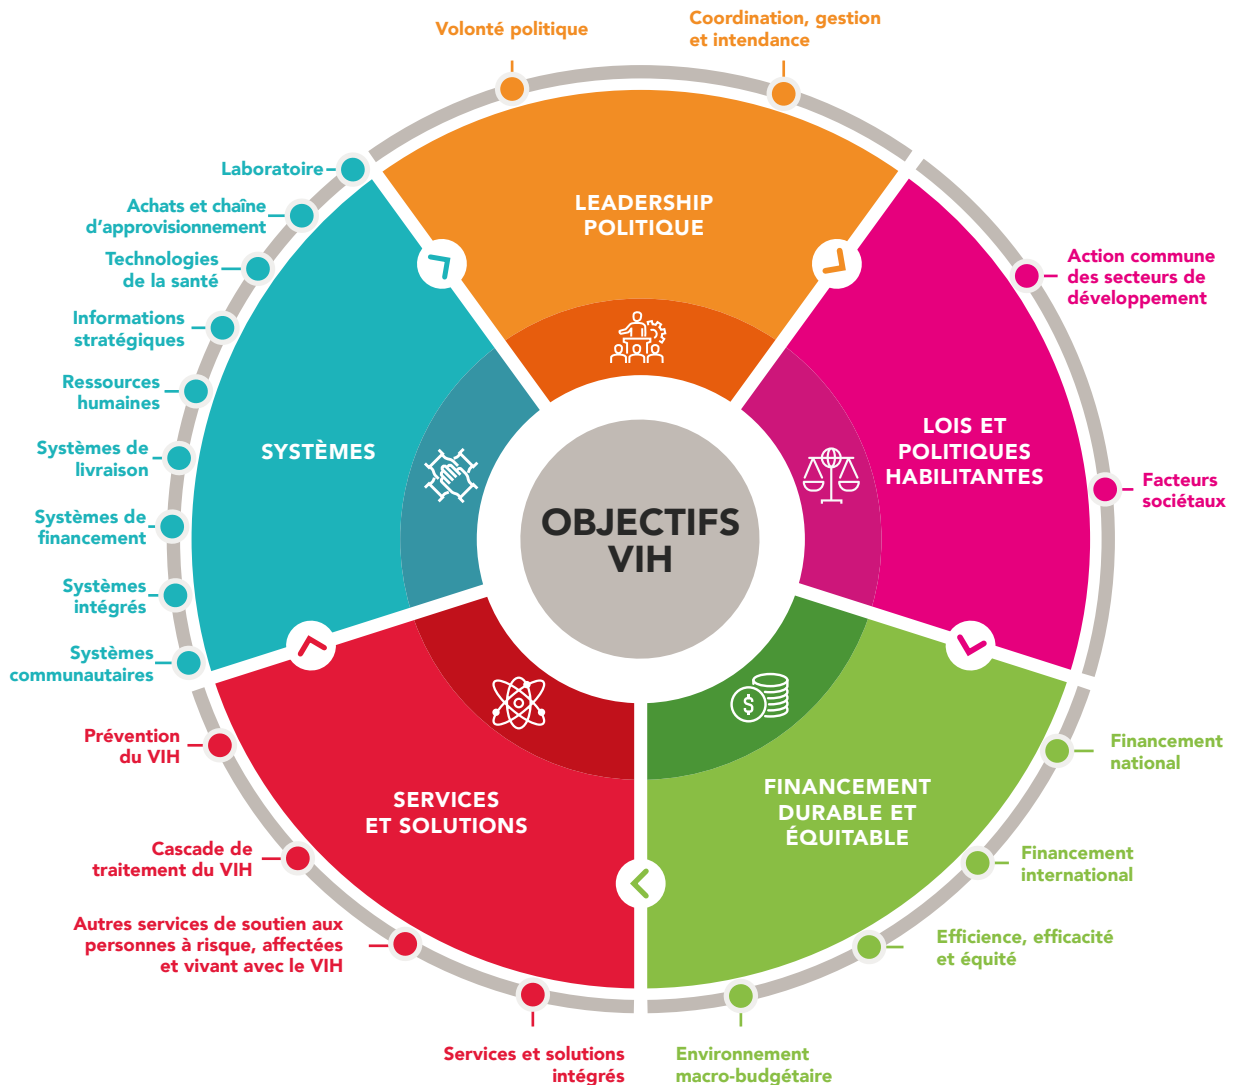 Volonté politique
Coordination, gestion
et intendance
Laboratoire
Achats et chaîne
d'approvisionnement
Technologies
de la santé
Informations
stratégiques
Ressources
humaines
Systèmes de
livraison
Systèmes de
financement
Systèmes
intégrés
Systèmes
communautaires
LEADERSHIP
POLITIQUE
SYSTÈMES
LOIS ET
POLITIQUES
HABILITANTES
Action commune
des secteurs de
développement
Facteurs
sociétaux
OBJECTIFS
VIH
$
SERVICES
ET SOLUTIONS
FINANCEMENT
DURABLE ET
ÉQUITABLE
Prévention
du VIH
Cascade de
traitement du VIH
Autres services de soutien aux
personnes à risque, affectées
et vivant avec le VIH
Services et solutions
intégrés
Financement
national
Financement
international
Efficience, efficacité
et équité
Environnement
macro-budgétaire